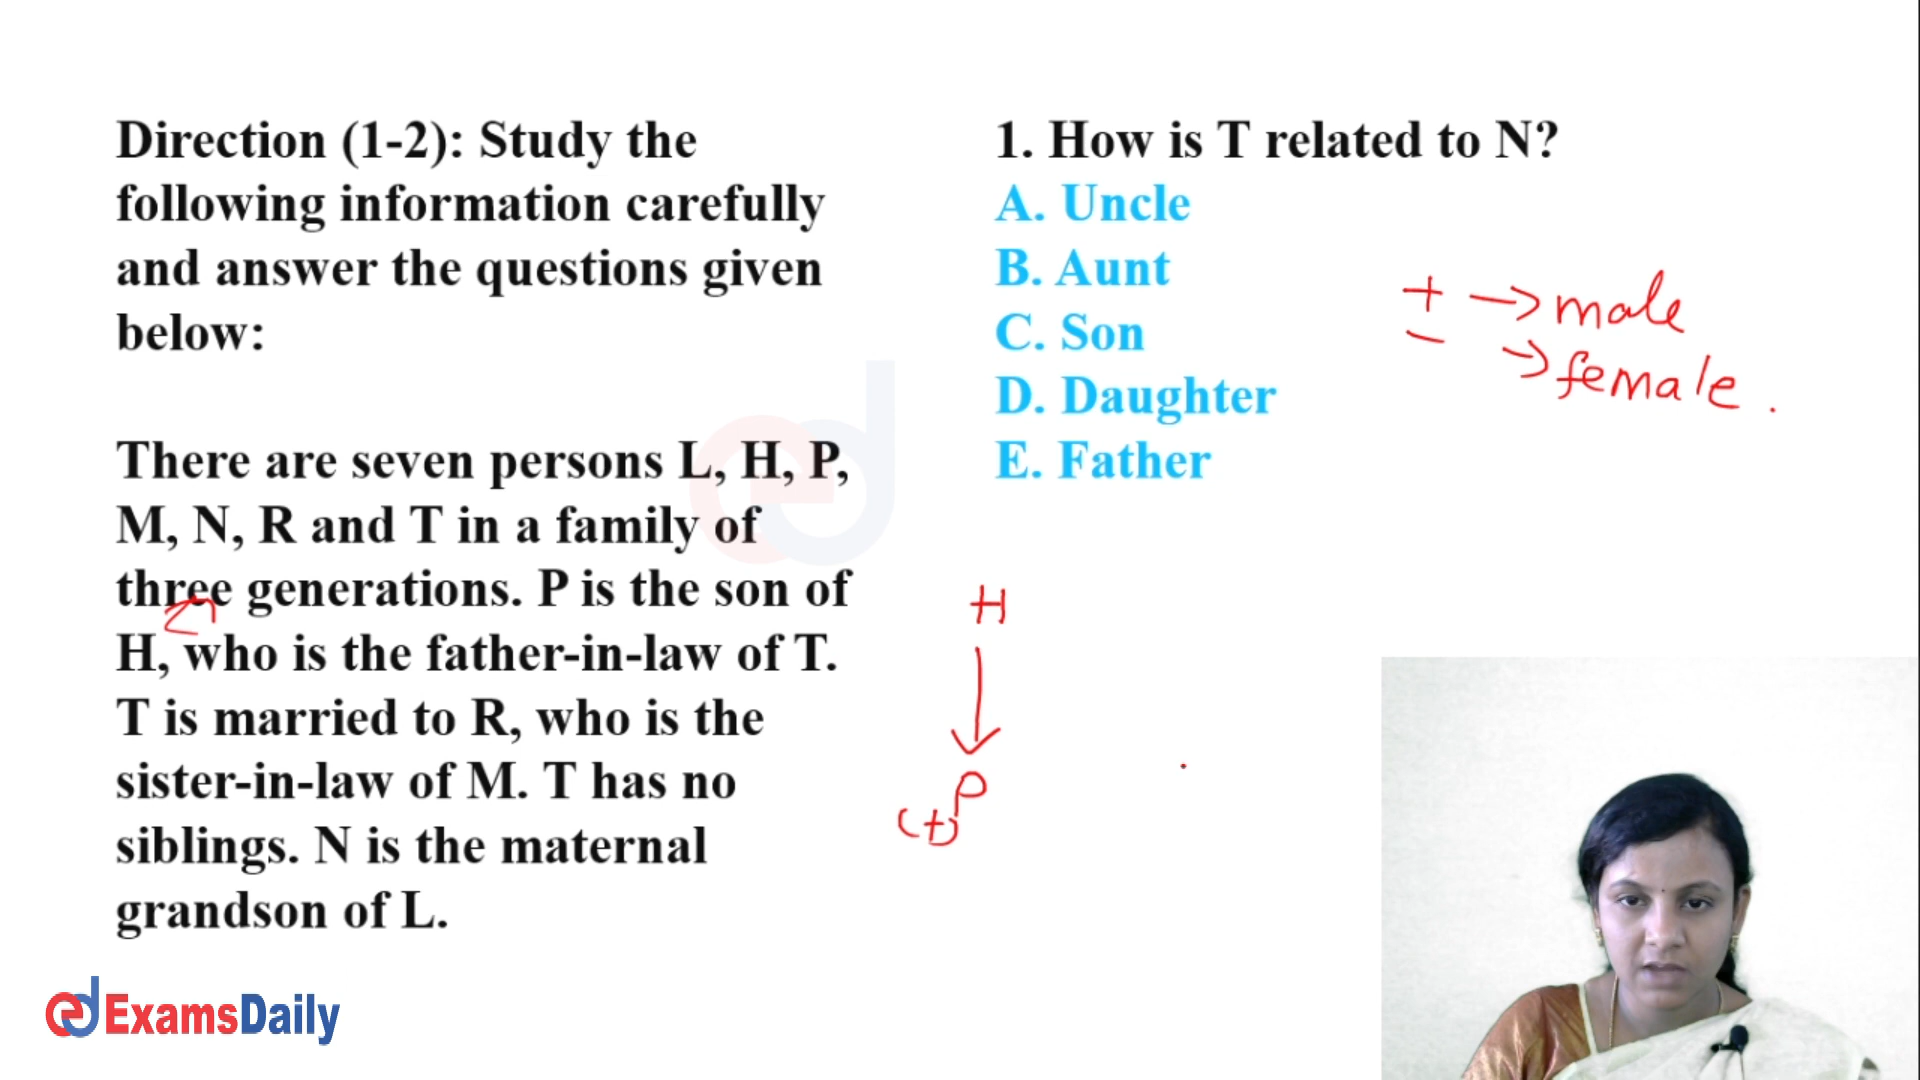 Direction (1-2): Study the
following information carefully
and answer the questions given
below:
There are seven persons L, H, P,
M, N, R and T in a family of
three generations. P is the son of
H, who is the father-in-law of T.
T is married to R, who is the
sister-in-law of M. T has no
siblings. N is the maternal
grandson of L.
1. How is T related to N?
A. Uncle
B. Aunt
C. Son
D. Daughter
E. Father
+ → male
− → female.
H
P
(+)
ed
ed ExamsDaily